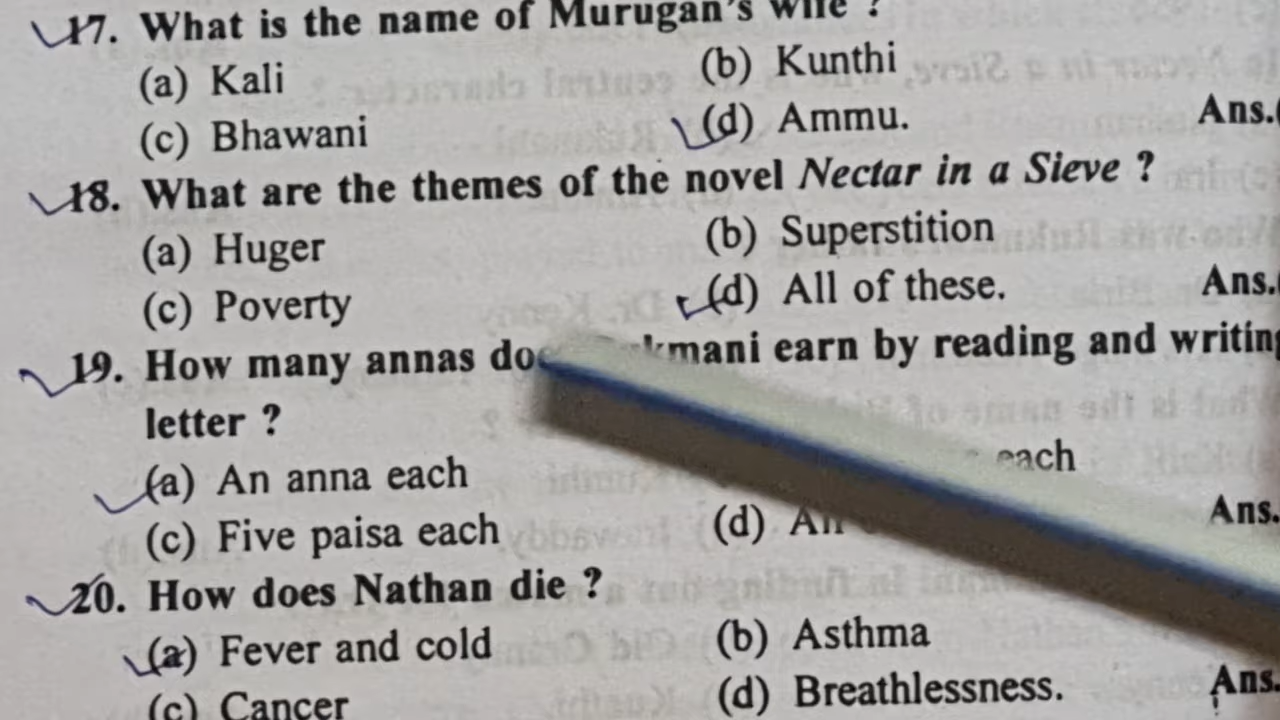 17. What is the name of Murugan's wife ?
(a) Kali (b) Kunthi
(c) Bhawani (d) Ammu. Ans.(
18. What are the themes of the novel Nectar in a Sieve ?
(a) Huger (b) Superstition
(c) Poverty (d) All of these. Ans.(
19. How many annas kmani earn by reading and writing
letter ?
(a) An anna each each
(c) Five paisa each (d) Ans.
20. How does Nathan die ?
(a) Fever and cold (b) Asthma
(c) Cancer (d) Breathlessness. Ans.